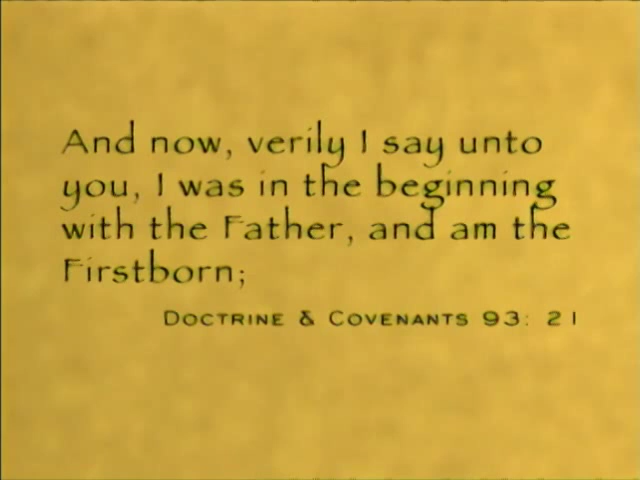 And now, verily I say unto
you, I was in the beginning
with the Father, and am the
Firstborn;
DOCTRINE & COVENANTS 93: 21